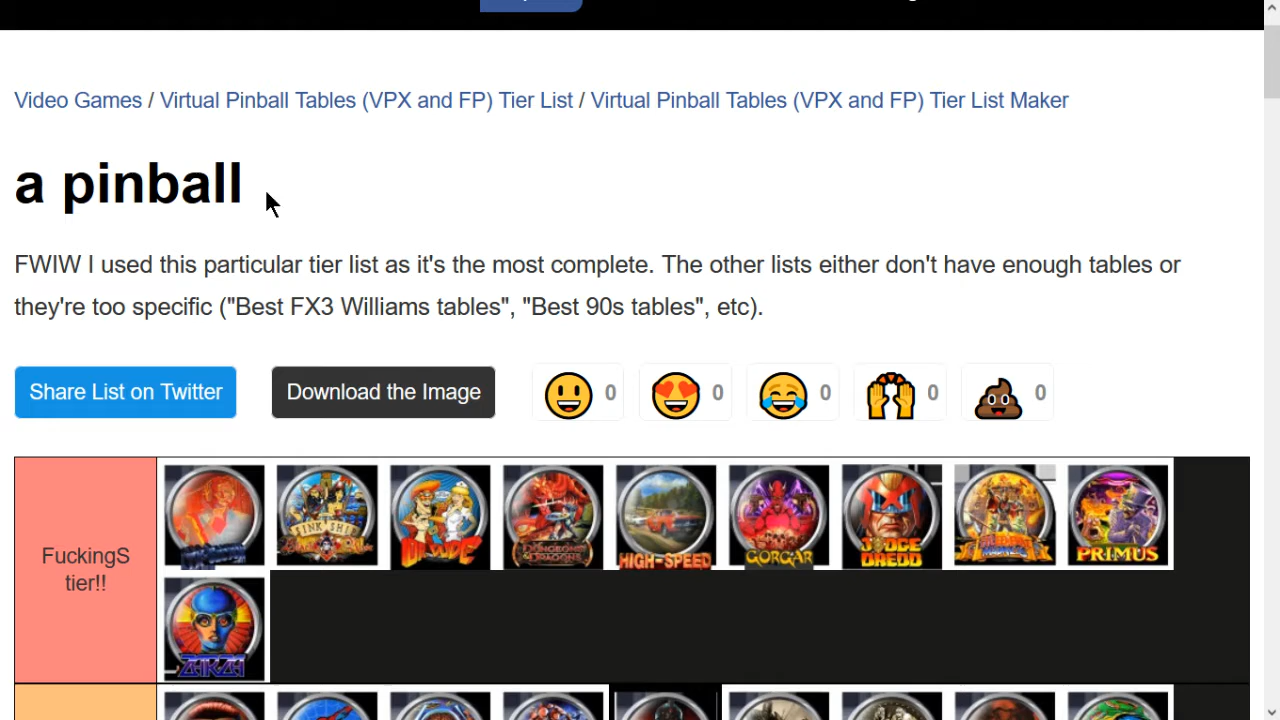 Video Games / Virtual Pinball Tables (VPX and FP) Tier List / Virtual Pinball Tables (VPX and FP) Tier List Maker
a pinball
FWIW I used this particular tier list as it's the most complete. The other lists either don't have enough tables or
they're too specific ("Best FX3 Williams tables", "Best 90s tables", etc).
Share List on Twitter
Download the Image
0
0
0
0
0
FuckingS
tier!!
DUNGEONS & DRAGONS
HIGH-SPEED
GORGAR
JUDGE
DREDD
PRIMUS